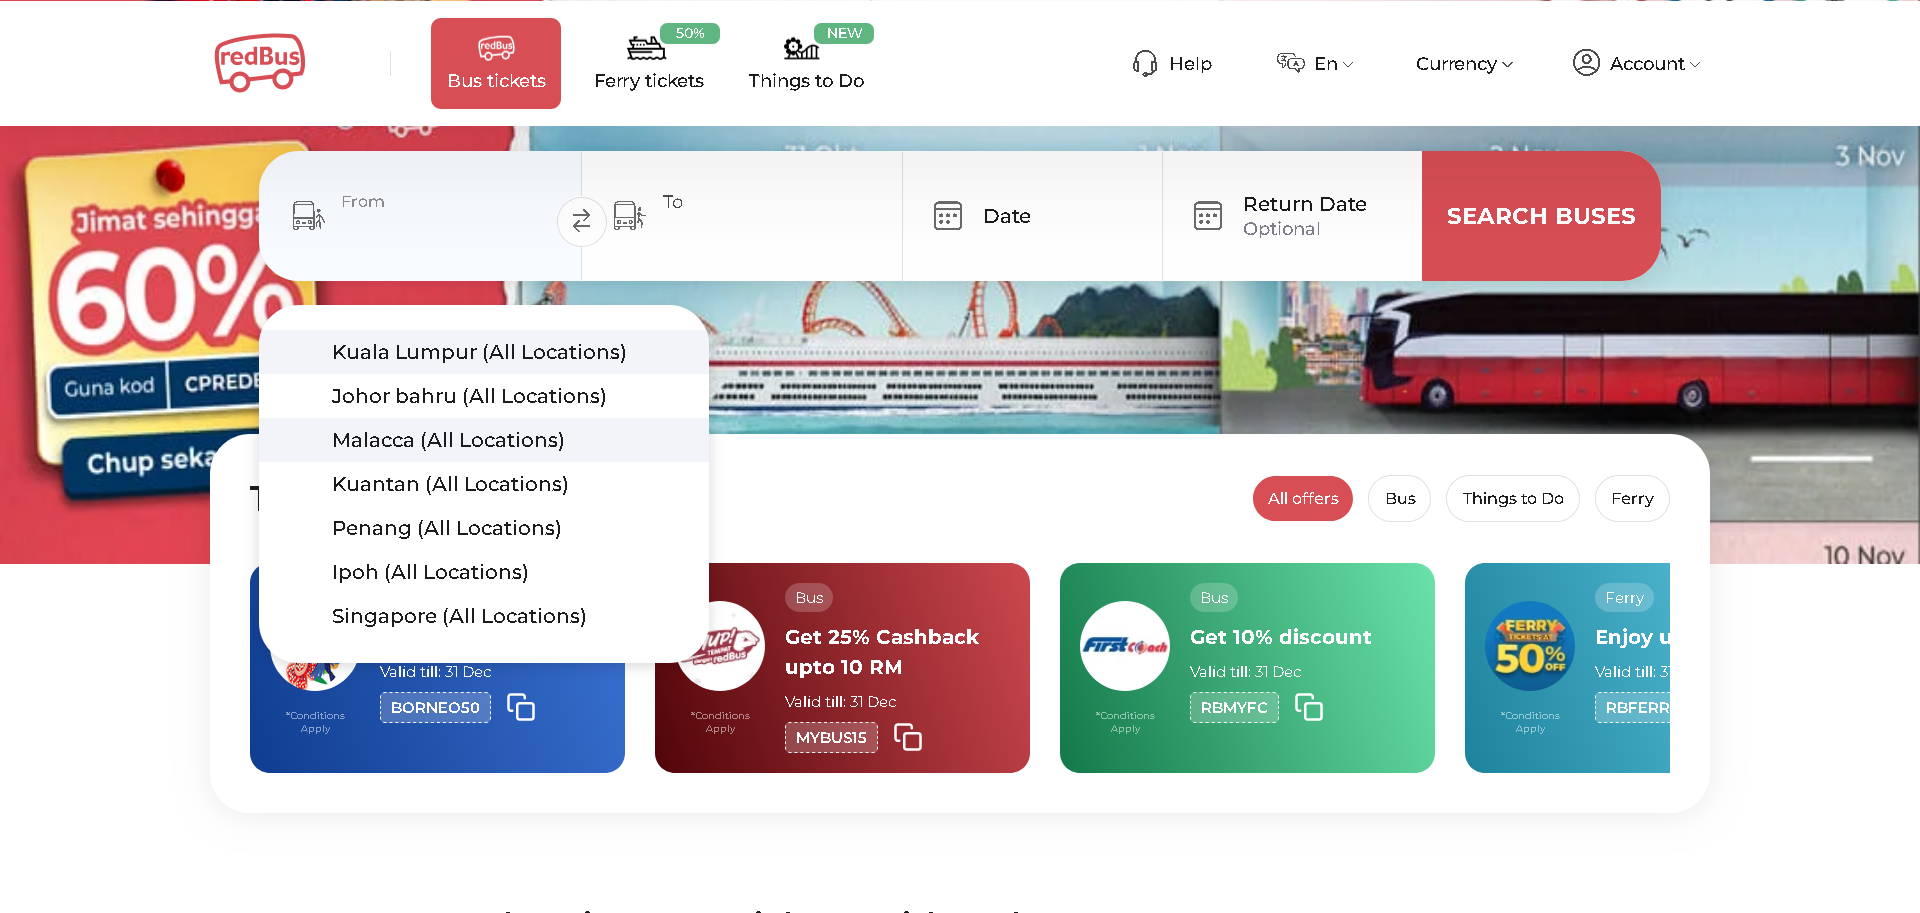 redBus
redBus
Bus tickets
50%
Ferry tickets
NEW
Things to Do
Help
En
Currency
Account
3 Nov
Jimat sehingga
60%
Guna kod
Chup
From
To
Date
Return Date
Optional
SEARCH BUSES
Kuala Lumpur (All Locations)
Johor bahru (All Locations)
Malacca (All Locations)
Kuantan (All Locations)
Penang (All Locations)
Ipoh (All Locations)
Singapore (All Locations)
All offers
Bus
Things to Do
Ferry
10 Nov
Valid till: 31 Dec
BORNEO50
Bus
Get 25% Cashback
upto 10 RM
Valid till: 31 Dec
*Conditions
Apply
MYBUS15
*Conditions
Apply
Bus
First Coach
Get 10% discount
Valid till: 31 Dec
*Conditions
Apply
RBMYFC
Ferry
FERRY
TICKETS AT
50%
OFF
Enjoy
Valid till:
*Conditions
Apply